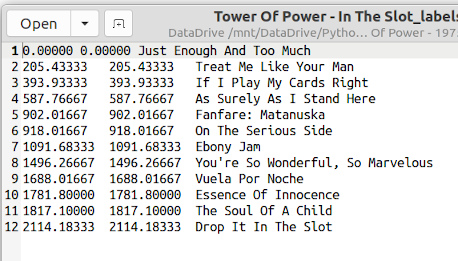 Open
Tower Of Power - In The Slot_labels
DataDrive /mnt/DataDrive/Pytho... Of Power - 197
1 0.00000 0.00000 Just Enough And Too Much
2 205.43333 205.43333 Treat Me Like Your Man
3 393.93333 393.93333 If I Play My Cards Right
4 587.76667 587.76667 As Surely As I Stand Here
5 902.01667 902.01667 Fanfare: Matanuska
6 918.01667 918.01667 On The Serious Side
7 1091.68333 1091.68333 Ebony Jam
8 1496.26667 1496.26667 You're So Wonderful, So Marvelous
9 1688.01667 1688.01667 Vuela Por Noche
10 1781.80000 1781.80000 Essence Of Innocence
11 1817.10000 1817.10000 The Soul Of A Child
12 2114.18333 2114.18333 Drop It In The Slot